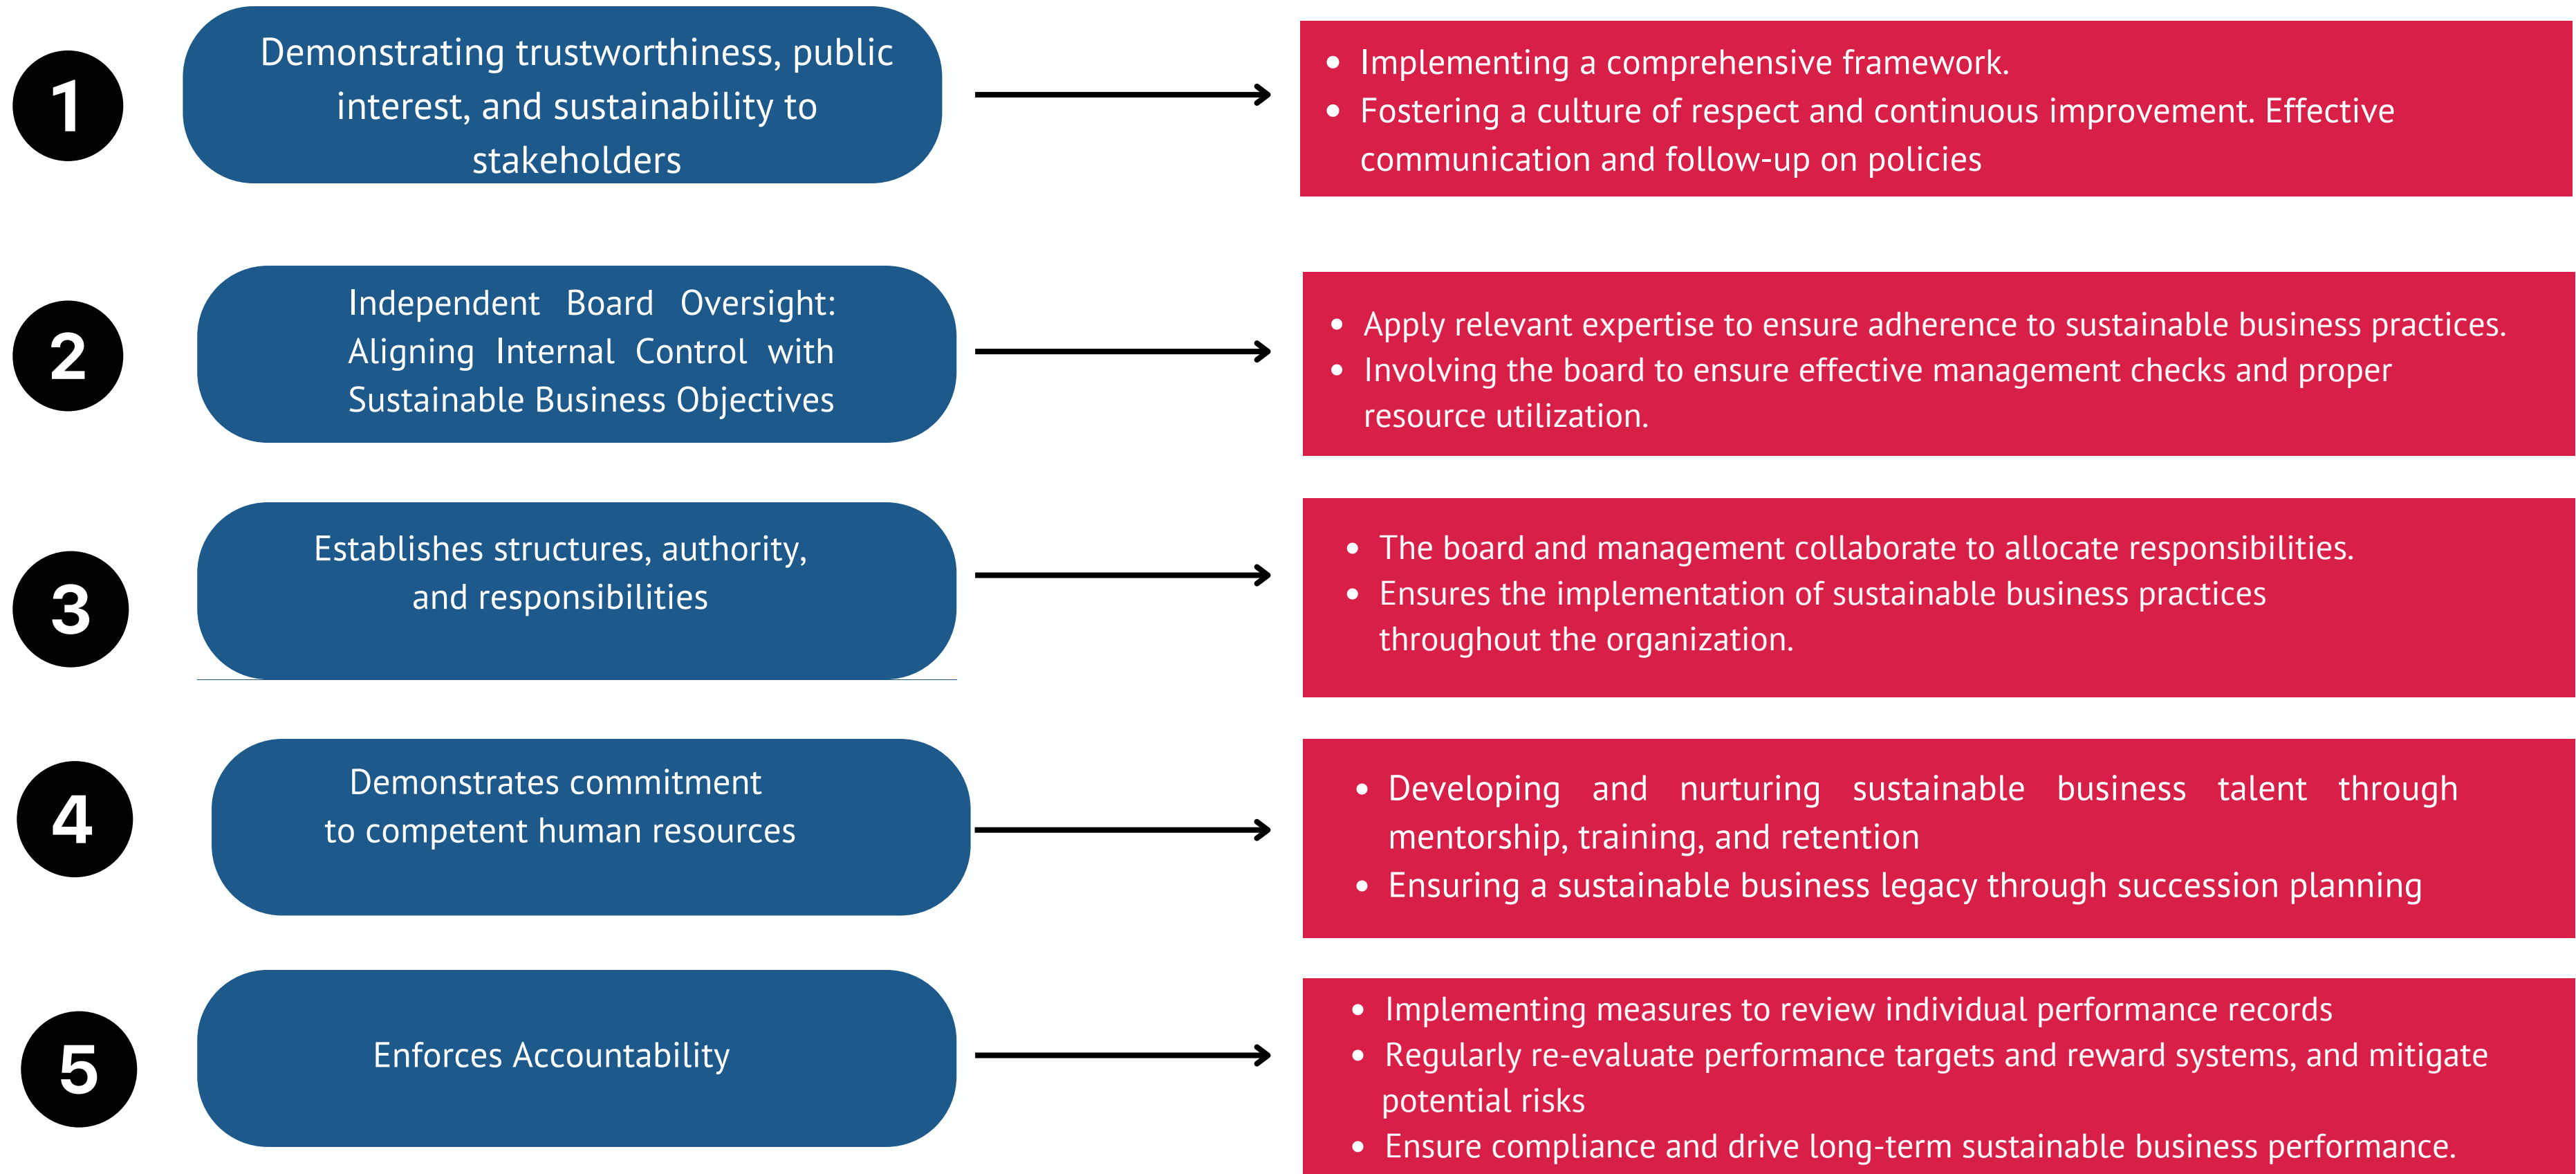 1
Demonstrating trustworthiness, public
interest, and sustainability to
stakeholders
• Implementing a comprehensive framework.
• Fostering a culture of respect and continuous improvement. Effective
communication and follow-up on policies
2
Independent Board Oversight:
Aligning Internal Control with
Sustainable Business Objectives
• Apply relevant expertise to ensure adherence to sustainable business practices.
• Involving the board to ensure effective management checks and proper
resource utilization.
3
Establishes structures, authority,
and responsibilities
• The board and management collaborate to allocate responsibilities.
• Ensures the implementation of sustainable business practices
throughout the organization.
4
Demonstrates commitment
to competent human resources
• Developing and nurturing sustainable business talent through
mentorship, training, and retention
• Ensuring a sustainable business legacy through succession planning
5
Enforces Accountability
• Implementing measures to review individual performance records
• Regularly re-evaluate performance targets and reward systems, and mitigate
potential risks
• Ensure compliance and drive long-term sustainable business performance.